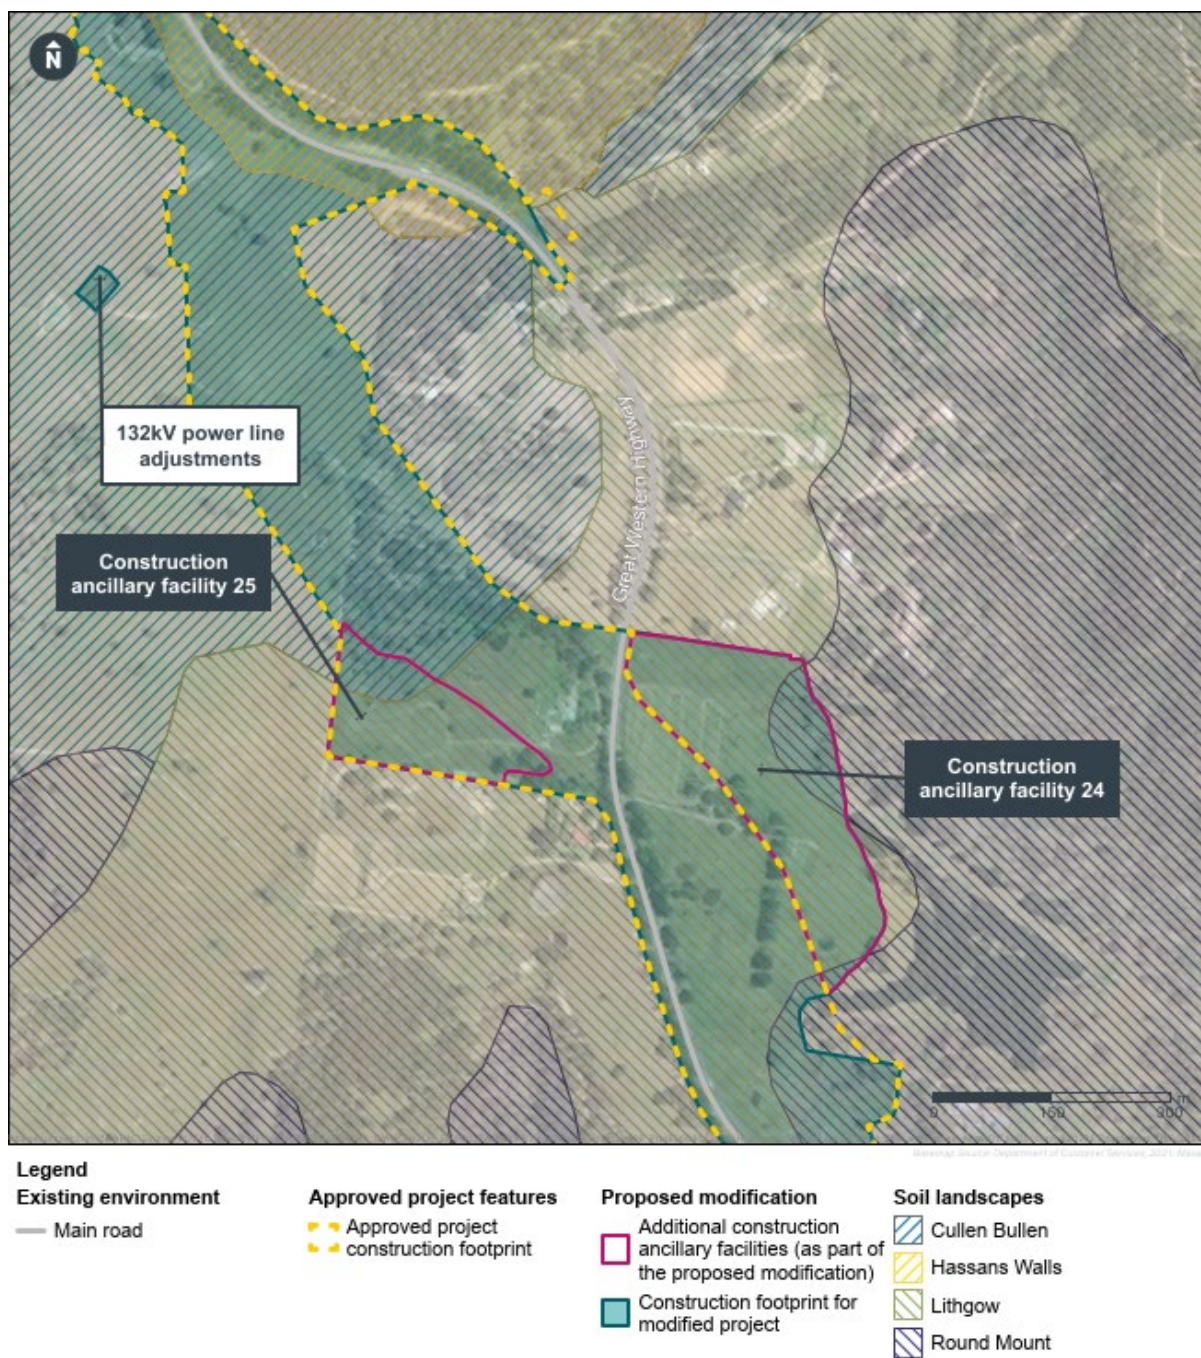 N
132kV power line
adjustments
Construction
ancillary facility 25
Great Western Highway
Construction
ancillary facility 24
m
0
150
300
Legend
Existing environment
Main road
Approved project features
Approved project
construction footprint
Proposed modification
Additional construction
ancillary facilities (as part of
the proposed modification)
Construction footprint for
modified project
Soil landscapes
Cullen Bullen
Hassans Walls
Lithgow
Round Mount